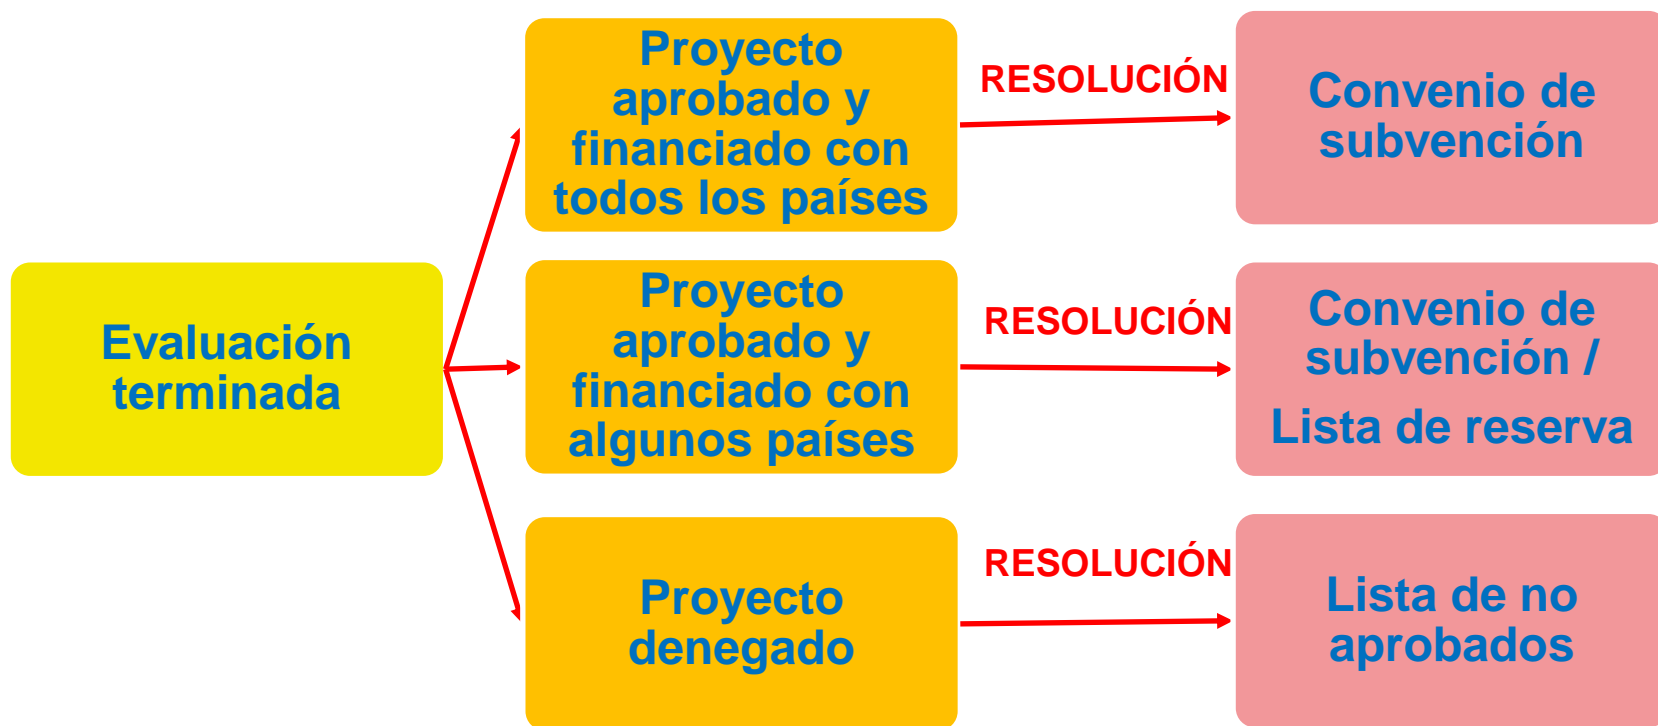 Evaluación
terminada
Proyecto
aprobado y
financiado con
todos los países
RESOLUCIÓN
Convenio de
subvención
Proyecto
aprobado y
financiado con
algunos países
RESOLUCIÓN
Convenio de
subvención /
Lista de reserva
Proyecto
denegado
RESOLUCIÓN
Lista de no
aprobados